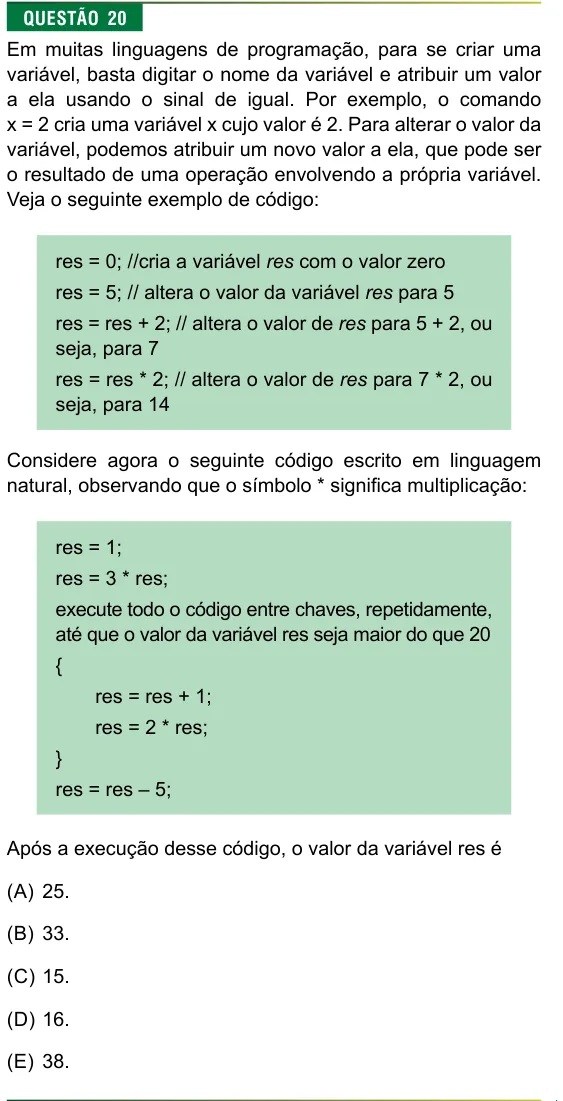 QUESTÃO 20
Em muitas linguagens de programação, para se criar uma
variável, basta digitar o nome da variável e atribuir um valor
a ela usando o sinal de igual. Por exemplo, o comando
x = 2 cria uma variável x cujo valor é 2. Para alterar o valor da
variável, podemos atribuir um novo valor a ela, que pode ser
o resultado de uma operação envolvendo a própria variável.
Veja o seguinte exemplo de código:
res = 0; //cria a variável res com o valor zero
res = 5; // altera o valor da variável res para 5
res = res + 2; // altera o valor de res para 5 + 2, ou
seja, para 7
res = res * 2; // altera o valor de res para 7 * 2, ou
seja, para 14
Considere agora o seguinte código escrito em linguagem
natural, observando que o símbolo * significa multiplicação:
res = 1;
res = 3 * res;
execute todo o código entre chaves, repetidamente,
até que o valor da variável res seja maior do que 20
{
res = res + 1;
res = 2 * res;
}
res = res – 5;
Após a execução desse código, o valor da variável res é
(A) 25.
(B) 33.
(C) 15.
(D) 16.
(E) 38.